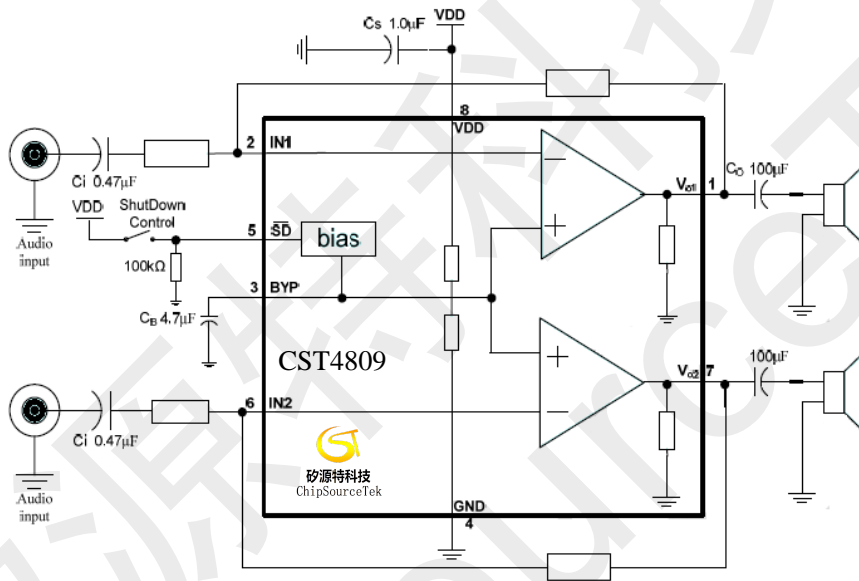 Cs 1.0µF
VDD
8
VDD
2
IN1
Ci 0.47µF
Audio
input
VDD
ShutDown
Control
5
SD
bias
100kΩ
3
BYP
CB 4.7µF
Vo1
1
CO 100µF
CST4809
Vo2
7
100µF
6
IN2
Ci 0.47µF
Audio
input
矽源特科技
ChipSourceTek
GND
4